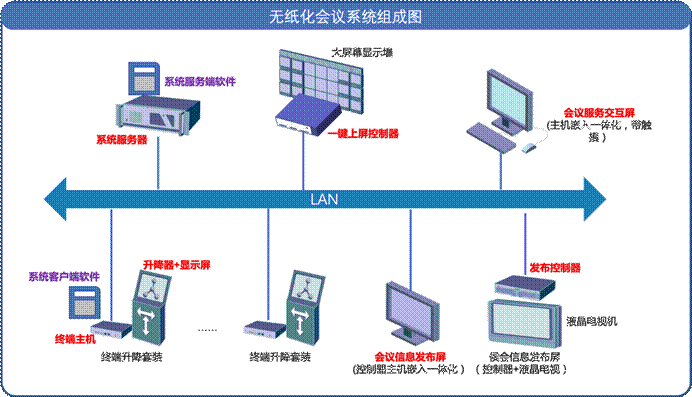 无纸化会议系统组成图
大屏幕显示墙
系统服务端软件
系统服务器
一键上屏控制器
会议服务交互屏
(主机嵌入一体化，带触
摸）
LAN
升降器+显示屏
系统客户端软件
终端主机
终端升降套装
......
终端升降套装
会议信息发布屏
(控制器主机嵌入一体化）
发布控制器
液晶电视机
会议信息发布屏
（控制器+液晶电视）